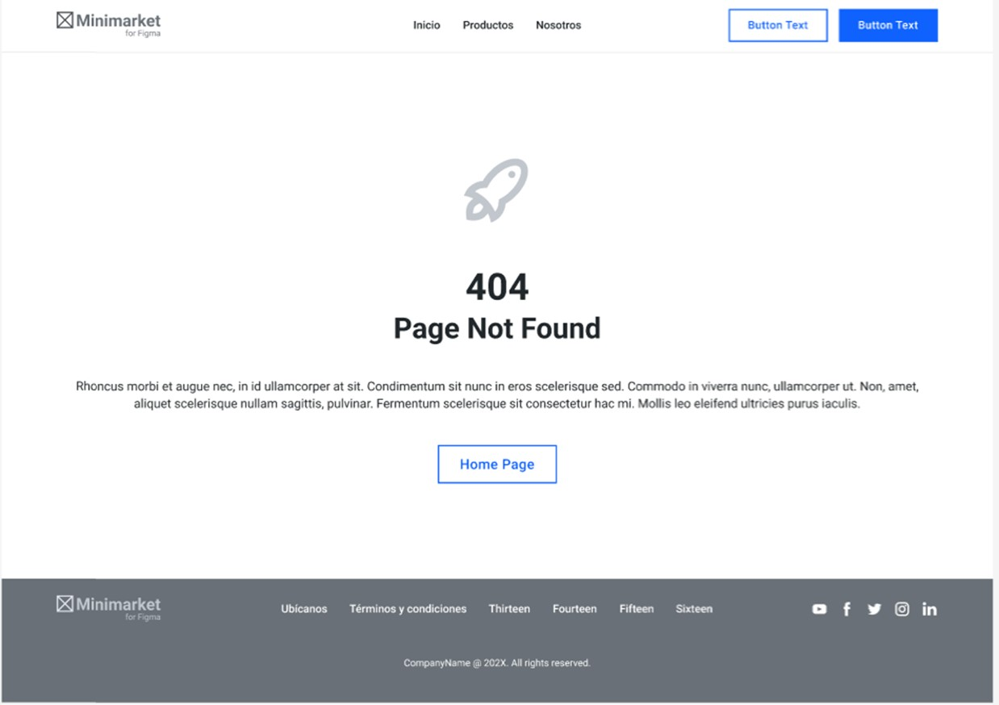 Minimarket
for Figma
Inicio Productos Nosotros
Button Text Button Text
404
Page Not Found
Rhoncus morbi et augue nec, in id ullamcorper at sit. Condimentum sit nunc in eros scelerisque sed. Commodo in viverra nunc, ullamcorper ut. Non, amet,
aliquet scelerisque nullam sagittis, pulvinar. Fermentum scelerisque sit consectetur hac mi. Mollis leo eleifend ultricies purus iaculis.
Home Page
Minimarket
for Figma
Ubícanos Términos y condiciones Thirteen Fourteen Fifteen Sixteen
CompanyName @ 202X. All rights reserved.